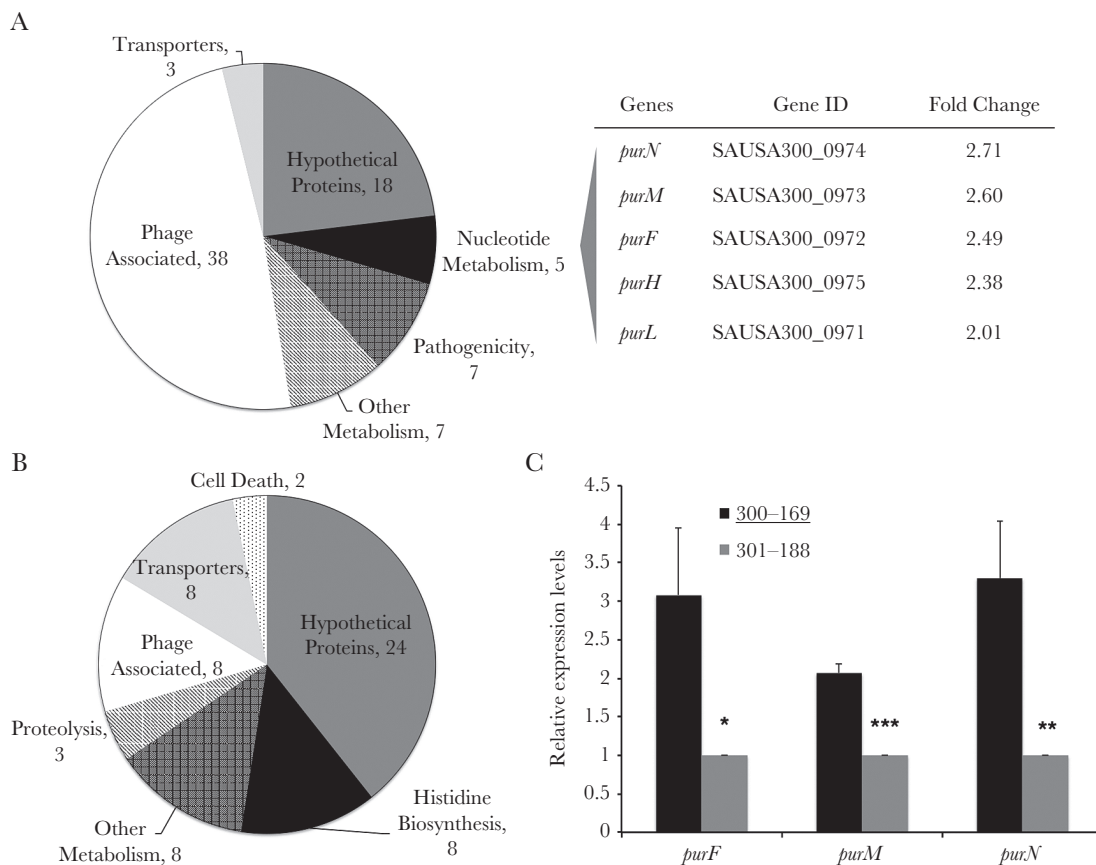 A
Transporters,
3
Hypothetical
Proteins, 18
Phage
Associated, 38
Nucleotide
Metabolism, 5
Pathogenicity,
7
Other
Metabolism, 7
Genes Gene ID Fold Change
purN SAUSA300_0974 2.71
purM SAUSA300_0973 2.60
purF SAUSA300_0972 2.49
purH SAUSA300_0975 2.38
purL SAUSA300_0971 2.01
B
Cell Death, 2
Transporters,
8
Hypothetical
Proteins, 24
Phage
Associated, 8
Proteolysis,
3
Other
Metabolism, 8
Histidine
Biosynthesis,
8
C
Relative expression levels
4.5
4
3.5
3
2.5
2
1.5
1
0.5
0
300–169
301–188
*
***
**
purF purM purN